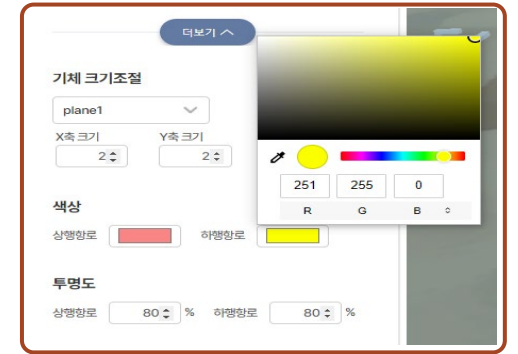 더보기
기체 크기조절
plane1
X축 크기 Y축 크기
2 2
251 255 0
R G B
색상
상행항로 하행항로
투명도
상행항로 80 % 하행항로 80 %